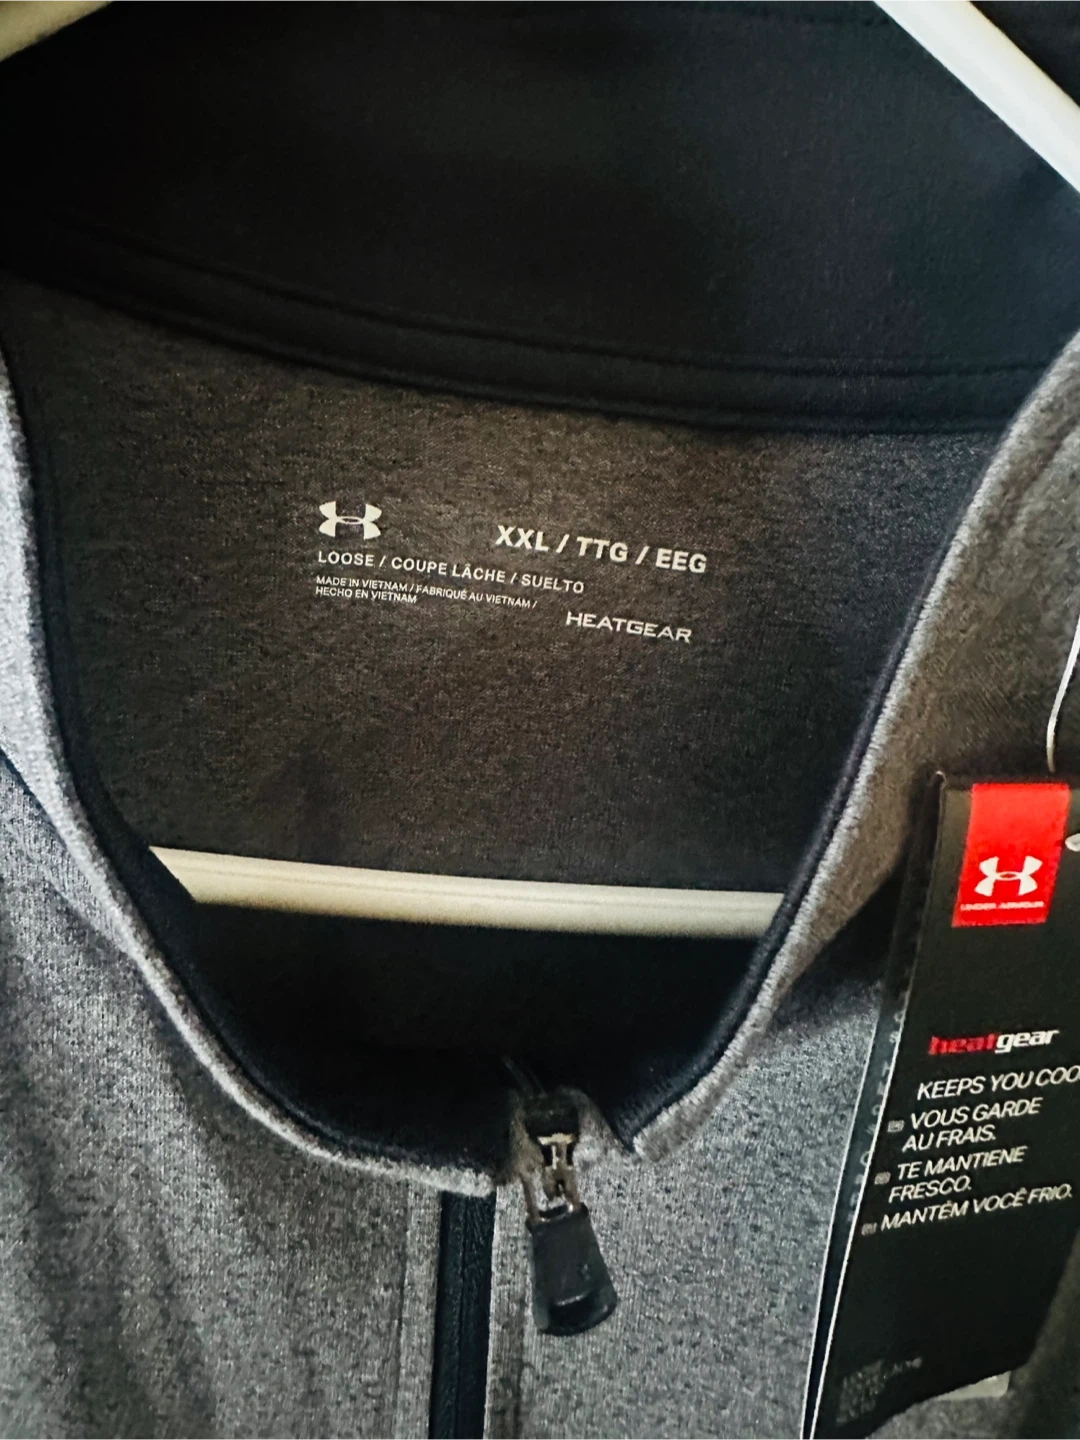 XXL / TTG / EEG
LOOSE / COUPE LÂCHE / SUELTO
MADE IN VIETNAM / FABRIQUÉ AU VIETNAM /
HECHO EN VIETNAM
HEATGEAR
UNDER ARMOUR
heatgear
KEEPS YOU COO
VOUS GARDE
AU FRAIS.
TE MANTIENE
FRESCO.
MANTÉM VOCÊ FRIO.